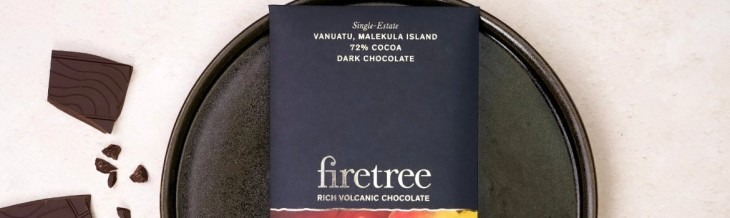 Single-Estate
VANUATU, MALEKULA ISLAND
72% COCOA
DARK CHOCOLATE
firetree
RICH VOLCANIC CHOCOLATE